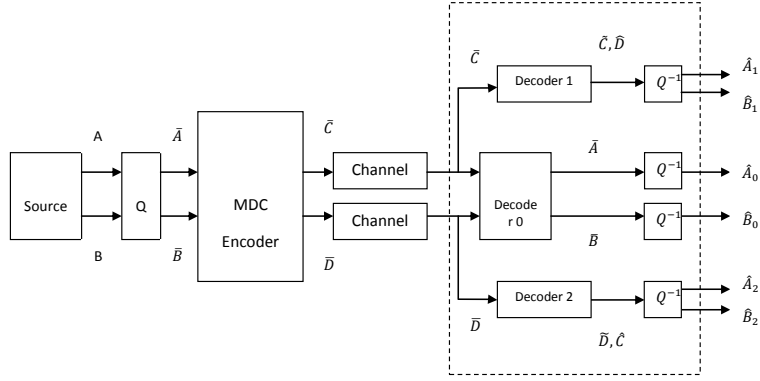 Source
A
B
Q
Ā
B̄
MDC
Encoder
C̄
D̄
Channel
Channel
C̄
Decoder 1
C̃, D̂
Q⁻¹
Â₁
B̂₁
Decode
r 0
Ā
B̄
Q⁻¹
Q⁻¹
Â₀
B̂₀
D̄
Decoder 2
D̃, Ĉ
Q⁻¹
Â₂
B̂₂